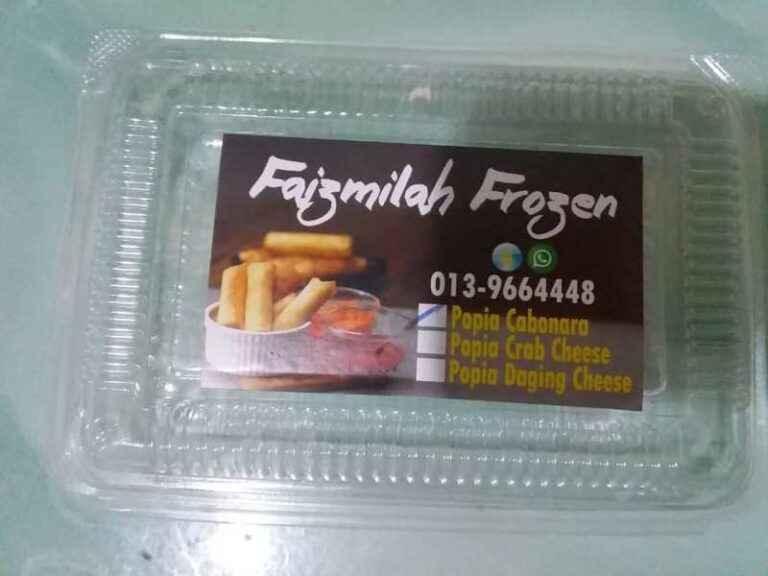 Faizmilah Frozen
013-9664448
Popia Cabonara
Popia Crab Cheese
Popia Daging Cheese